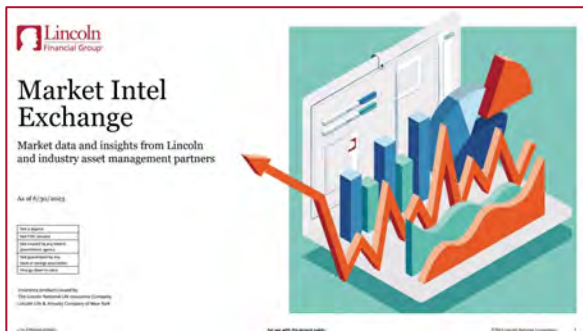 Lincoln
Financial Group®
Market Intel
Exchange
Market data and insights from Lincoln
and industry asset management partners
As of 6/30/2023
Not a deposit
Not FDIC-insured
Not insured by any federal
government agency
Not guaranteed by any
bank or savings association
May go down in value
Insurance products issued by:
The Lincoln National Life Insurance Company
Lincoln Life & Annuity Company of New York
For use with the general public.